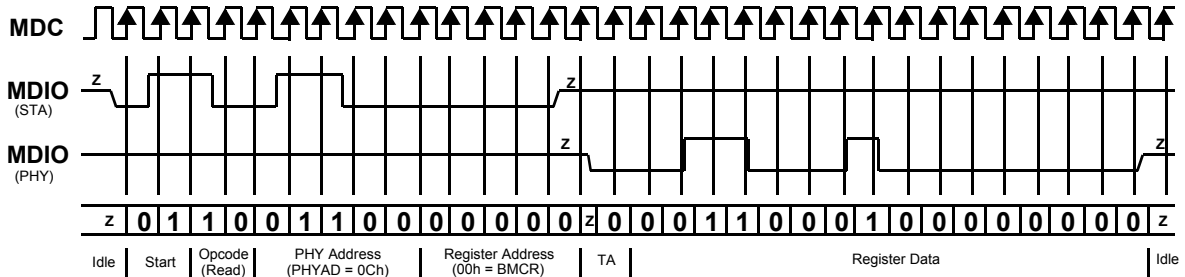 MDC
z z
MDIO
(STA)
z z
MDIO
(PHY)
z 0 1 1 0 0 1 1 0 0 0 0 0 0 0 z 0 0 0 1 1 0 0 0 1 0 0 0 0 0 0 0 0 z
Idle Start Opcode (Read) PHY Address (PHYAD = 0Ch) Register Address (00h = BMCR) TA Register Data Idle